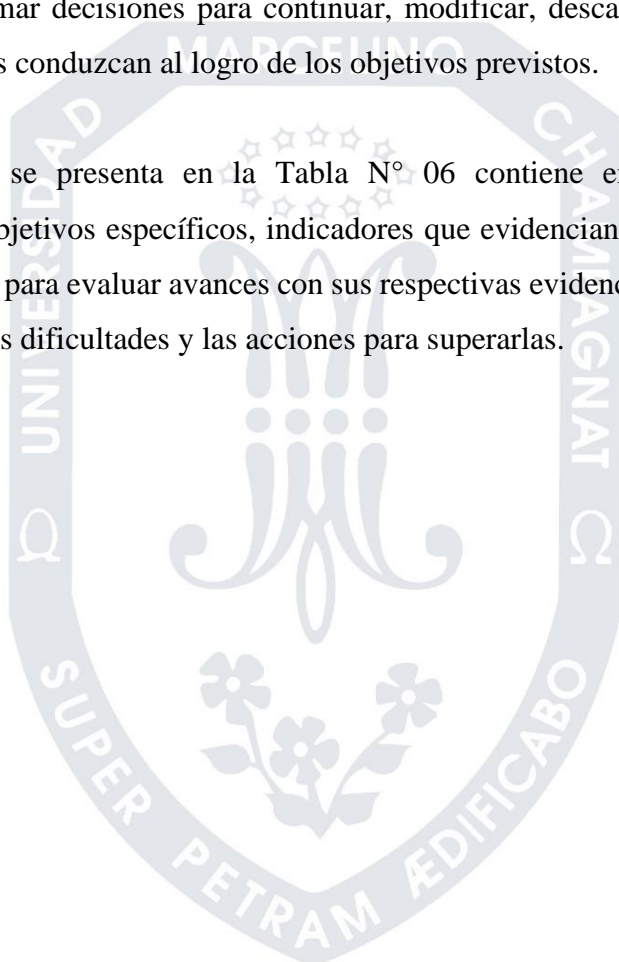 mar decisiones para continuar, modificar, desca
s conduzcan al logro de los objetivos previstos.
se presenta en la Tabla N° 06 contiene e
bjetivos específicos, indicadores que evidencian
para evaluar avances con sus respectivas evidenc
s dificultades y las acciones para superarlas.
UNIVERSIDAD
MARCELINO
CHAMPAGNAT
Ω
Ω
SUPER PETRAM ÆDIFICABO